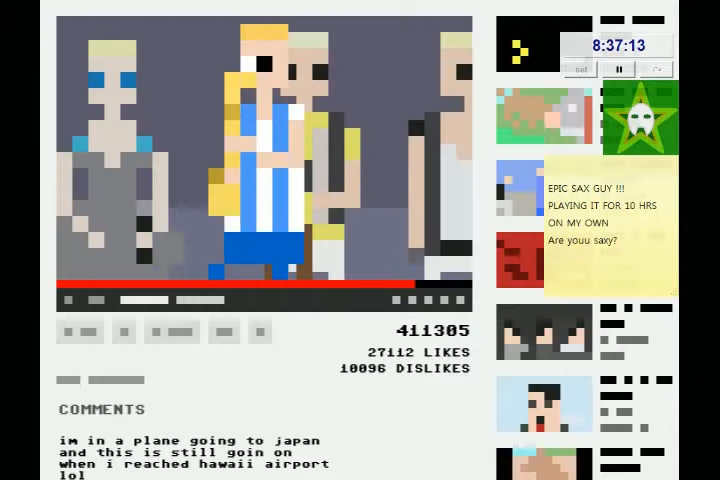 8:37:13
set
EPIC SAX GUY !!!
PLAYING IT FOR 10 HRS
ON MY OWN
Are youu saxy?
411305
27112 LIKES
10096 DISLIKES
COMMENTS
im in a plane going to japan
and this is still goin on
when i reached hawaii airport
lol